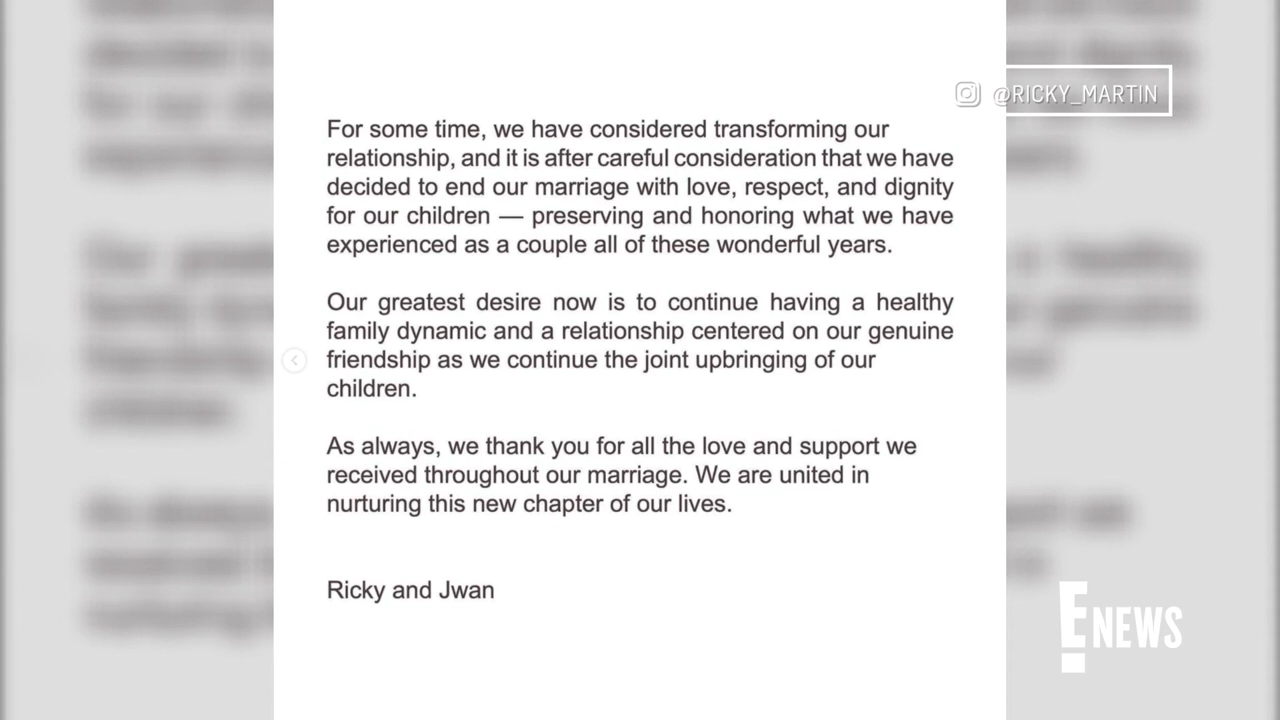 @RICKY_MARTIN
For some time, we have considered transforming our
relationship, and it is after careful consideration that we have
decided to end our marriage with love, respect, and dignity
for our children — preserving and honoring what we have
experienced as a couple all of these wonderful years.
Our greatest desire now is to continue having a healthy
family dynamic and a relationship centered on our genuine
friendship as we continue the joint upbringing of our
children.
As always, we thank you for all the love and support we
received throughout our marriage. We are united in
nurturing this new chapter of our lives.
Ricky and Jwan
E! NEWS